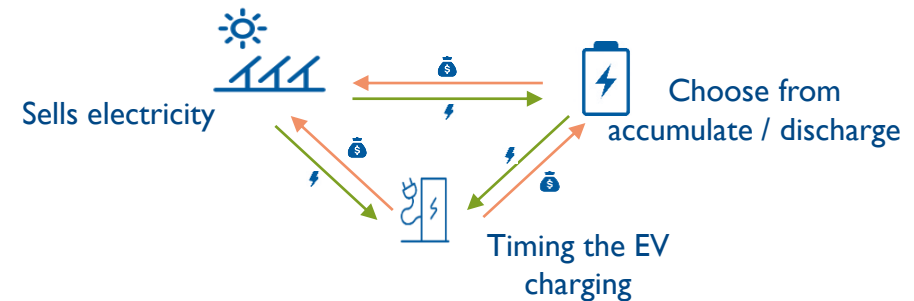 Sells electricity
Choose from
accumulate / discharge
Timing the EV
charging